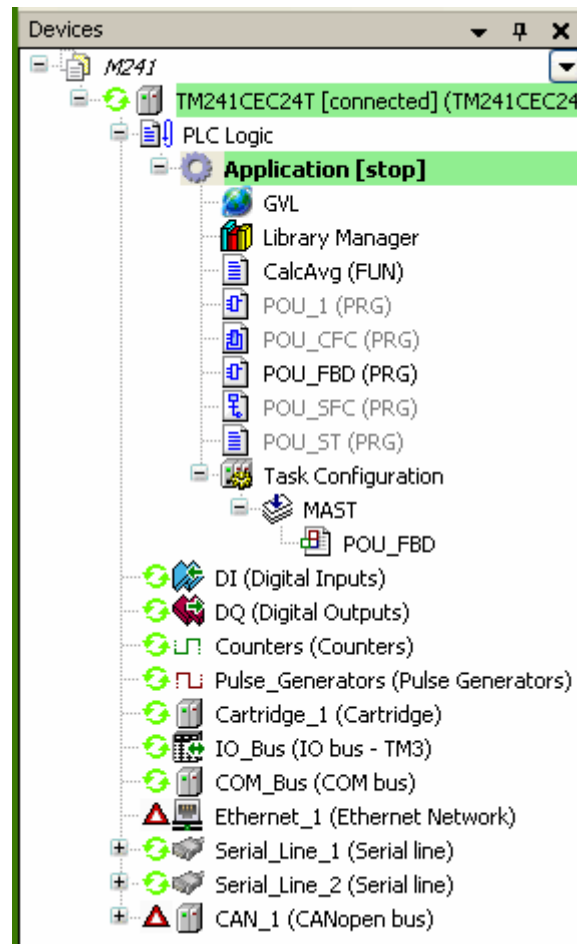 Devices
M241
TM241CEC24T [connected] (TM241CEC24
PLC Logic
Application [stop]
GVL
Library Manager
CalcAvg (FUN)
POU_1 (PRG)
POU_CFC (PRG)
POU_FBD (PRG)
POU_SFC (PRG)
POU_ST (PRG)
Task Configuration
MAST
POU_FBD
DI (Digital Inputs)
DQ (Digital Outputs)
Counters (Counters)
Pulse_Generators (Pulse Generators)
Cartridge_1 (Cartridge)
IO_Bus (IO bus - TM3)
COM_Bus (COM bus)
Ethernet_1 (Ethernet Network)
Serial_Line_1 (Serial line)
Serial_Line_2 (Serial line)
CAN_1 (CANopen bus)